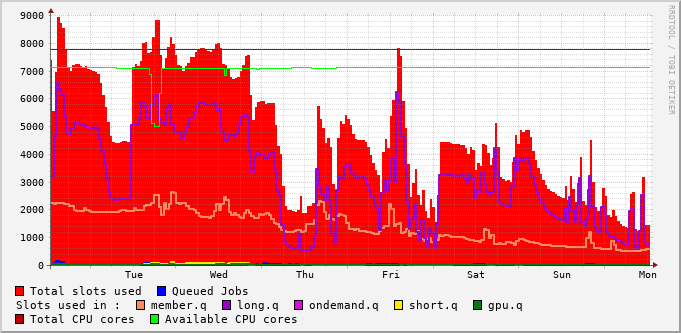 9000
8000
7000
6000
5000
4000
3000
2000
1000
0
Tue Wed Thu Fri Sat Sun Mon
RRDTOOL / TOBI OETIKER
Total slots used Queued Jobs
Slots used in : member.q long.q ondemand.q short.q gpu.q
Total CPU cores Available CPU cores